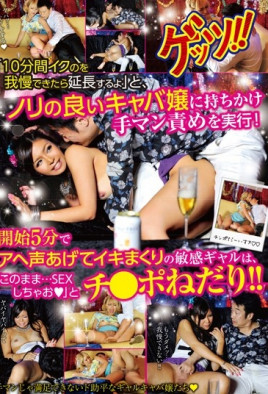 ゲッツ!!
「10分間イクのを
我慢できたら延長するよ」と、
ノリの良いキャバ嬢に持ちかけ
手マン責めを実行!
開始5分で
アヘ声あげてイキまくりの敏感ギャルは、
「このまま…SEX
しちゃお♥」と
チ●ポねだり!!